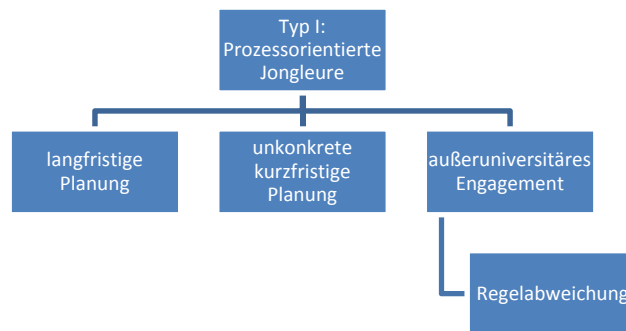 Typ I:
Prozessorientierte
Jongleure
langfristige
Planung
unkonkrete
kurzfristige
Planung
außeruniversitäres
Engagement
Regelabweichung